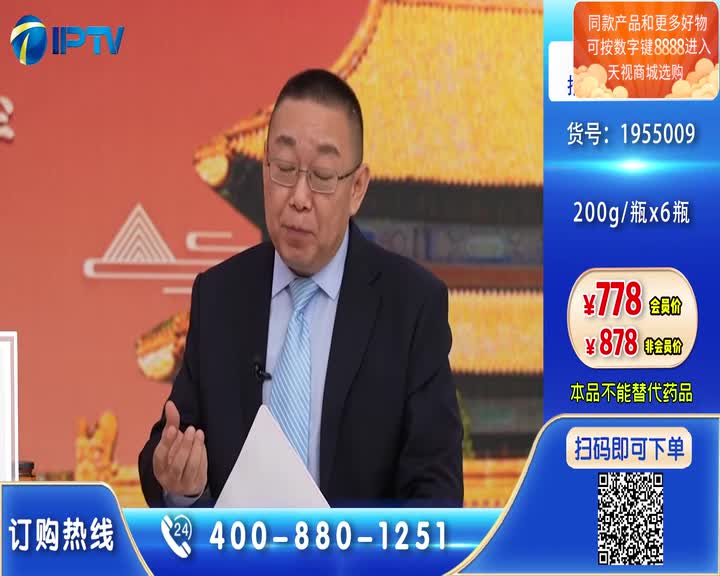 IPTV
同款产品和更多好物
可按数字键8888进入
天视商城选购
货号：1955009
200g/瓶x6瓶
¥778 会员价
¥878 非会员价
本品不能替代药品
扫码即可下单
订购热线
24
400-880-1251